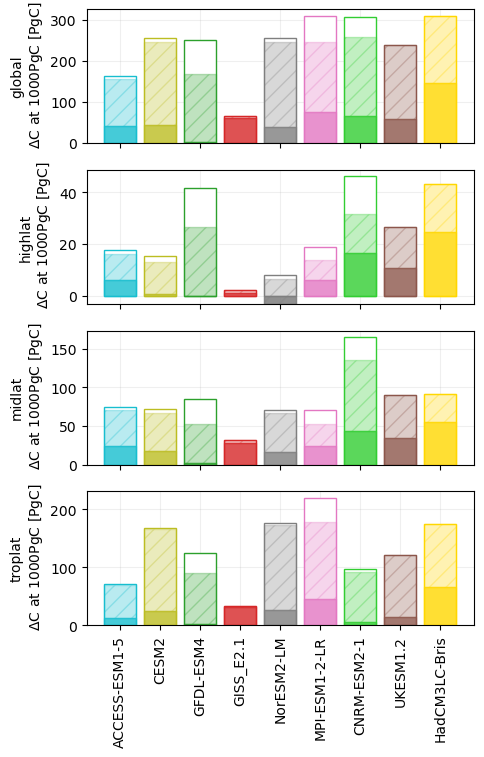 global
ΔC at 1000PgC [PgC]
300
200
100
0
highlat
ΔC at 1000PgC [PgC]
40
20
0
midlat
ΔC at 1000PgC [PgC]
150
100
50
0
troplat
ΔC at 1000PgC [PgC]
200
100
0
ACCESS-ESM1-5
CESM2
GFDL-ESM4
GISS_E2.1
NorESM2-LM
MPI-ESM1-2-LR
CNRM-ESM2-1
UKESM1.2
HadCM3LC-Bris